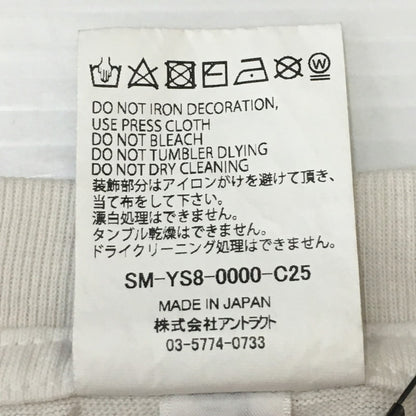 DO NOT IRON DECORATION,
USE PRESS CLOTH
DO NOT BLEACH
DO NOT TUMBLER DLYING
DO NOT DRY CLEANING
装飾部分はアイロンがけを避けて頂き、
当て布をして下さい。
漂白処理はできません。
タンブル乾燥はできません。
ドライクリーニング処理はできません。
SM-YS8-0000-C25
MADE IN JAPAN
株式会社アントラクト
03-5774-0733